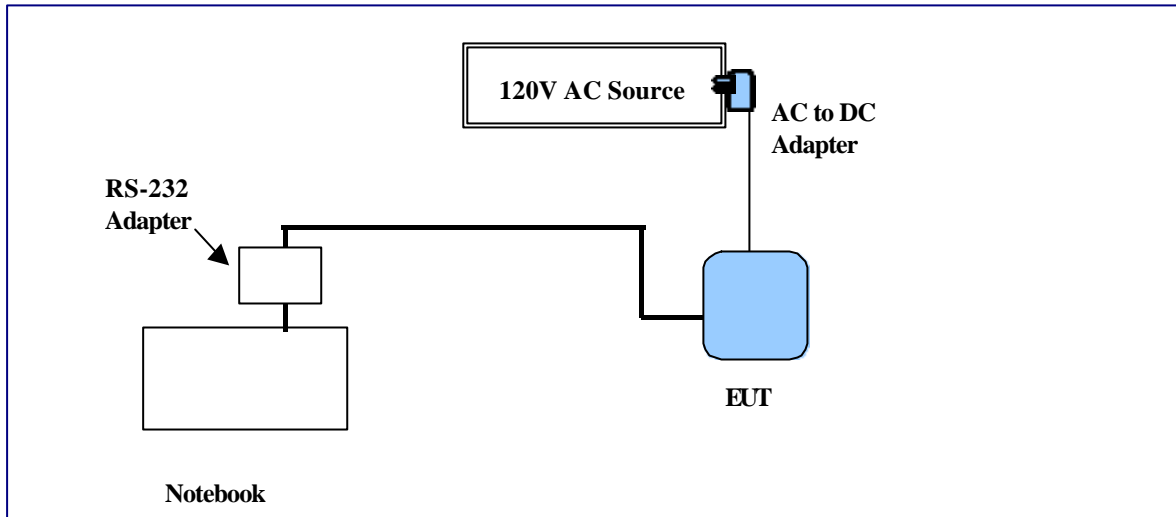 120V AC Source
AC to DC
Adapter
RS-232
Adapter
EUT
Notebook